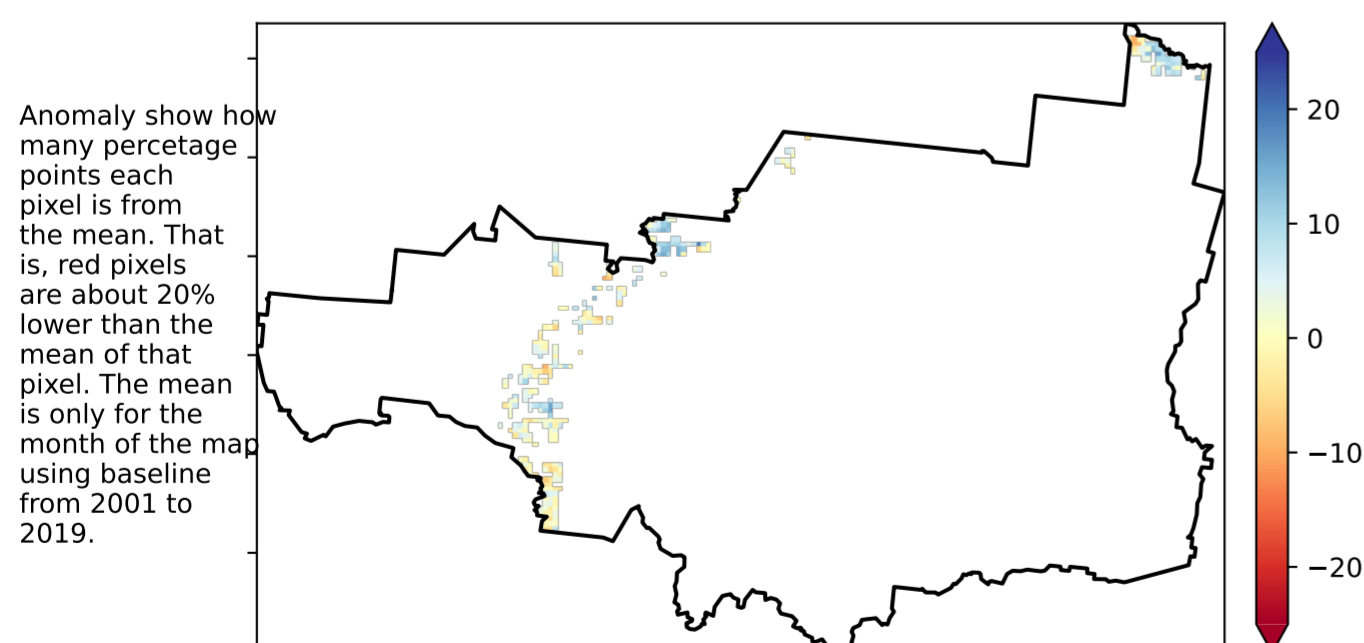 Anomaly show how
many percetage
points each
pixel is from
the mean. That
is, red pixels
are about 20%
lower than the
mean of that
pixel. The mean
is only for the
month of the map
using baseline
from 2001 to
2019.
20
10
0
−10
−20